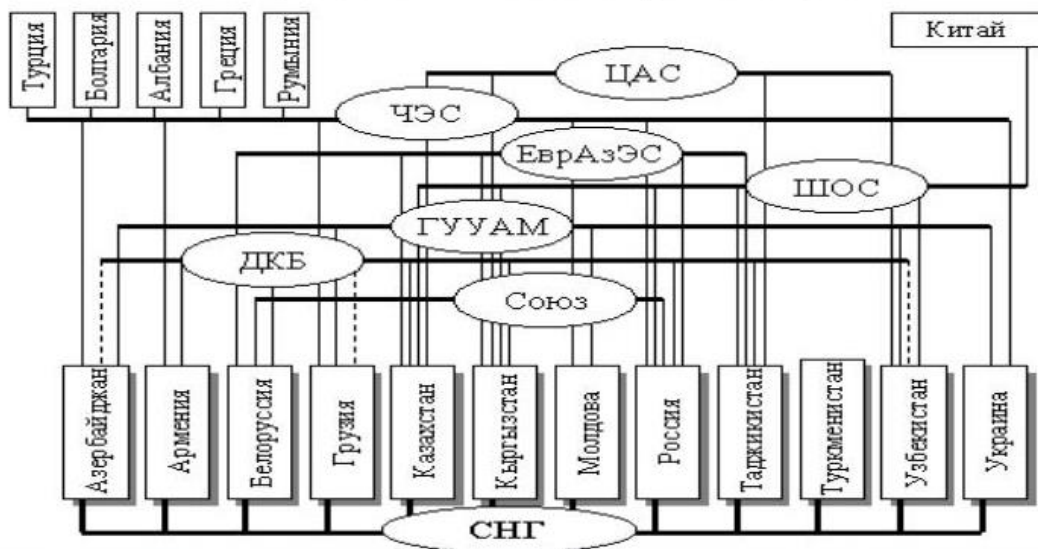 Турция
Болгария
Албания
Греция
Румыния
Китай
ЦАС
ЧЭС
ЕврАзЭС
ШОС
ГУУАМ
ДКБ
Союз
Азербайджан
Армения
Белоруссия
Грузия
Казахстан
Кыргызстан
Молдова
Россия
Таджикистан
Туркменистан
Узбекистан
Украина
СНГ